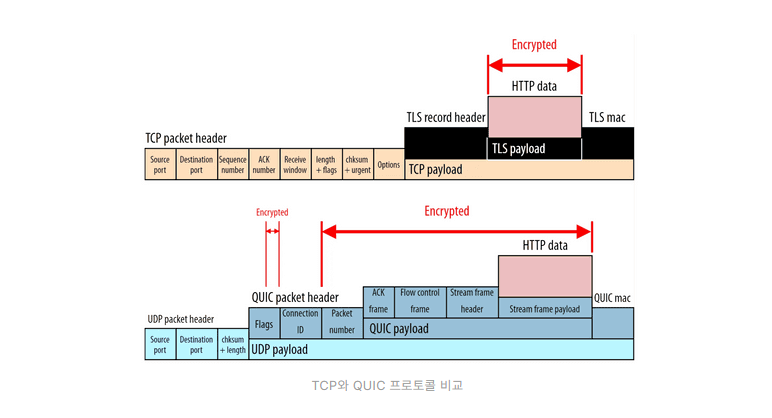 Encrypted
HTTP data
TLS record header
TLS mac
TCP packet header
TLS payload
Source
port
Destination
port
Sequence
number
ACK
number
Receive
window
length
+ flags
chksum
+ urgent
Options
TCP payload
Encrypted
Encrypted
HTTP data
QUIC packet header
ACK
frame
Flow control
frame
Stream frame
header
Stream frame payload
QUIC mac
UDP packet header
Flags
Connection
ID
Packet
number
QUIC payload
Source
port
Destination
port
chksum
+ length
UDP payload
TCP와 QUIC 프로토콜 비교